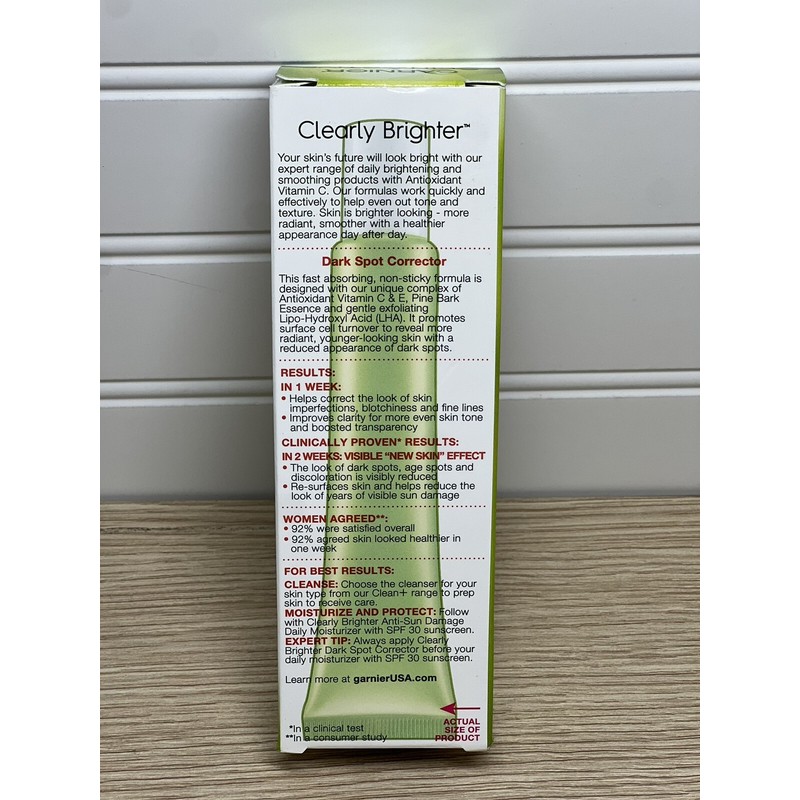 GARNIER
Clearly Brighter™
Your skin's future will look bright with our
expert range of daily brightening and
smoothing products with Antioxidant
Vitamin C. Our formulas work quickly and
effectively to help even out tone and
texture. Skin is brighter looking - more
radiant, smoother with a healthier
appearance day after day.
Dark Spot Corrector
This fast absorbing, non-sticky formula is
designed with our unique complex of
Antioxidant Vitamin C & E, Pine Bark
Essence and gentle exfoliating
Lipo-Hydroxyl Acid (LHA). It promotes
surface cell turnover to reveal more
radiant, younger-looking skin with a
reduced appearance of dark spots.
RESULTS:
IN 1 WEEK:
• Helps correct the look of skin
imperfections, blotchiness and fine lines
• Improves clarity for more even skin tone
and boosted transparency
CLINICALLY PROVEN* RESULTS:
IN 2 WEEKS: VISIBLE "NEW SKIN" EFFECT
• The look of dark spots, age spots and
discoloration is visibly reduced
• Re-surfaces skin and helps reduce the
look of years of visible sun damage
WOMEN AGREED**:
• 92% were satisfied overall
• 92% agreed skin looked healthier in
one week
FOR BEST RESULTS:
CLEANSE: Choose the cleanser for your
skin type from our Clean+ range to prep
skin to receive care.
MOISTURIZE AND PROTECT: Follow
with Clearly Brighter Anti-Sun Damage
Daily Moisturizer with SPF 30 sunscreen.
EXPERT TIP: Always apply Clearly
Brighter Dark Spot Corrector before your
daily moisturizer with SPF 30 sunscreen.
Learn more at garnierUSA.com
*In a clinical test
**In a consumer study
ACTUAL
SIZE OF
PRODUCT